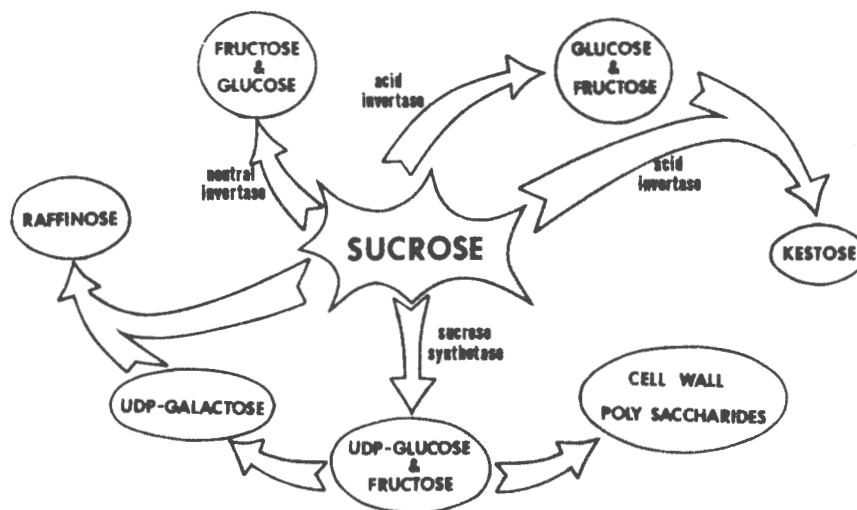 FRUCTOSE
&
GLUCOSE
acid
invertase
GLUCOSE
&
FRUCTOSE
neutral
invertase
acid
invertase
RAFFINOSE
SUCROSE
KESTOSE
sucrose
synthetase
UDP-GALACTOSE
CELL WALL
POLY SACCHARIDES
UDP-GLUCOSE
&
FRUCTOSE